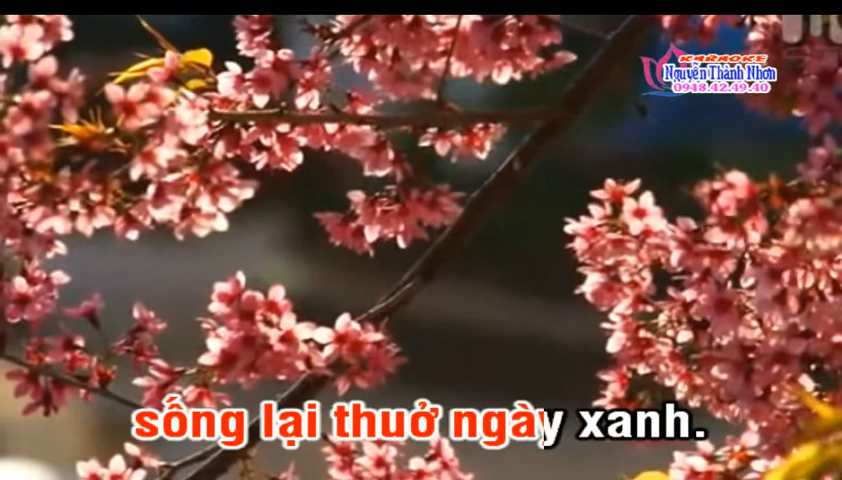 KARAOKE
Nguyễn Thành Nhơn
0948.42.49.40
sống lại thuở ngày xanh.